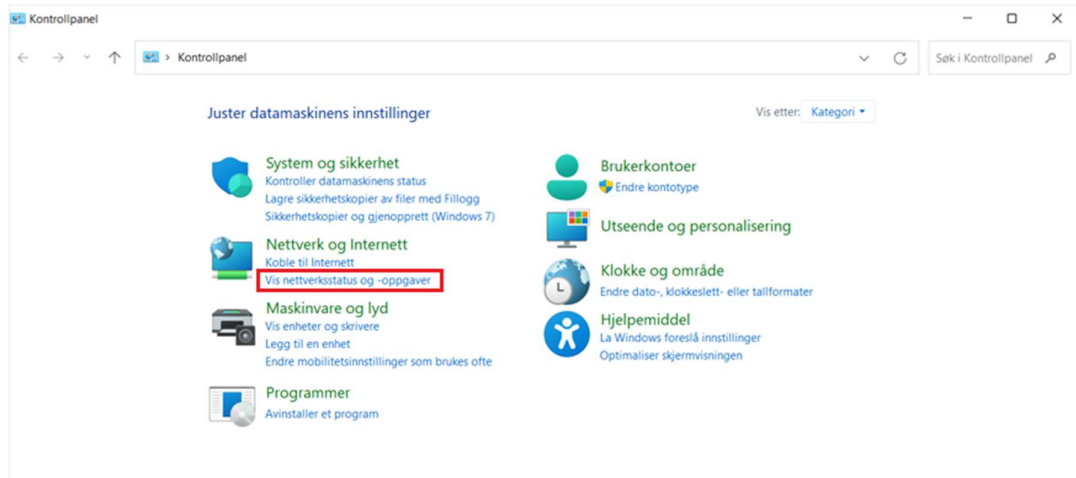 Kontrollpanel
Kontrollpanel
Søk i Kontrollpanel
Juster datamaskinens innstillinger
Vis etter: Kategori
System og sikkerhet
Kontroller datamaskinens status
Lagre sikkerhetskopier av filer med Fillogg
Sikkerhetskopier og gjenopprett (Windows 7)
Nettverk og Internett
Koble til Internett
Vis nettverksstatus og -oppgaver
Maskinvare og lyd
Vis enheter og skrivere
Legg til en enhet
Endre mobilitetsinnstillinger som brukes ofte
Programmer
Avinstaller et program
Brukerkontoer
Endre kontotype
Utseende og personalisering
Klokke og område
Endre dato-, klokkeslett- eller tallformater
Hjelpemiddel
La Windows foreslå innstillinger
Optimaliser skjermvisningen